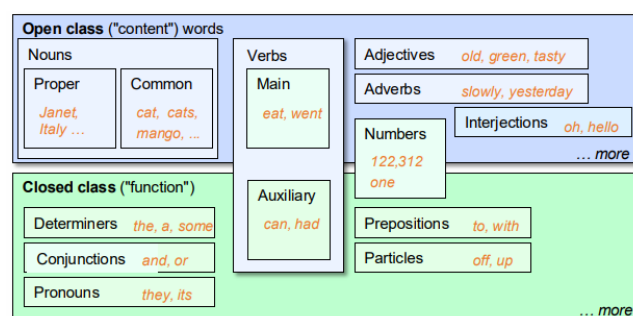 Open class ("content") words
Nouns
Proper
Janet,
Italy …
Common
cat, cats,
mango, ...
Verbs
Main
eat, went
Adjectives old, green, tasty
Adverbs slowly, yesterday
Interjections oh, hello
Numbers
122,312
one
... more
Closed class ("function")
Auxiliary
can, had
Determiners the, a, some
Conjunctions and, or
Pronouns they, its
Prepositions to, with
Particles off, up
... more